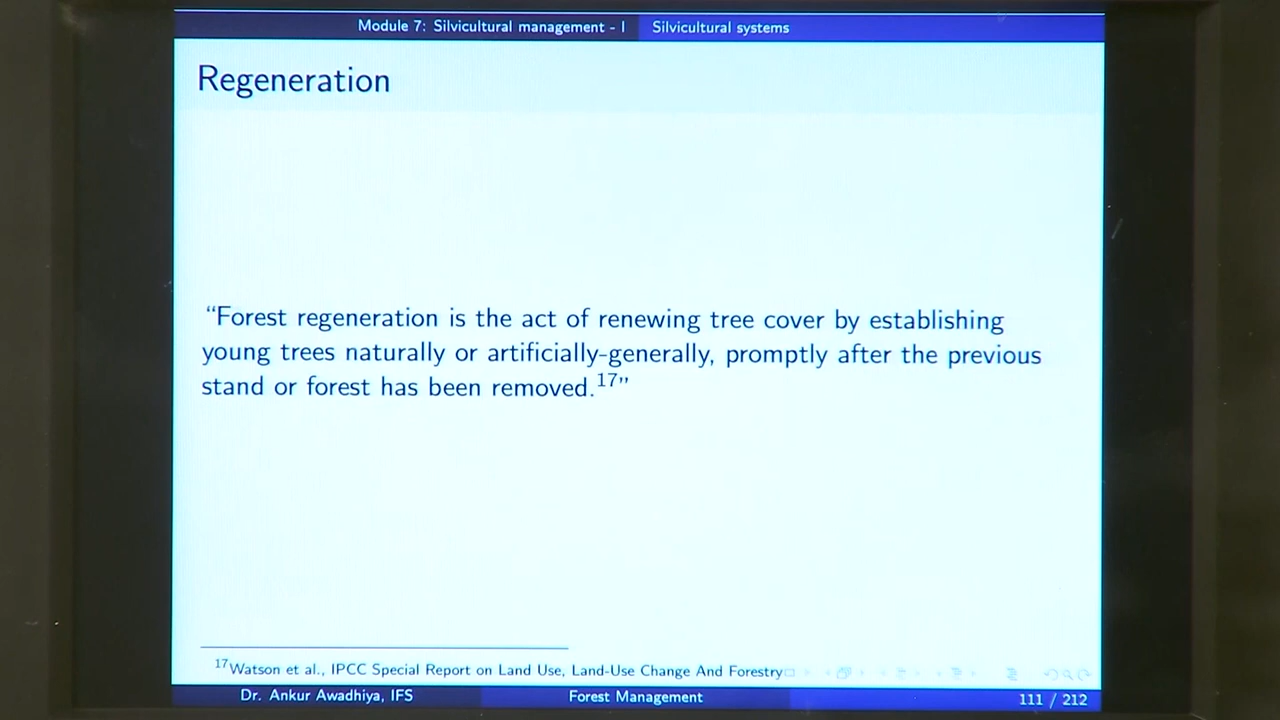 Module 7: Silvicultural management - I Silvicultural systems
Regeneration
“Forest regeneration is the act of renewing tree cover by establishing
young trees naturally or artificially-generally, promptly after the previous
stand or forest has been removed.17”
17Watson et al., IPCC Special Report on Land Use, Land-Use Change And Forestry
Dr. Ankur Awadhiya, IFS Forest Management 111 / 212